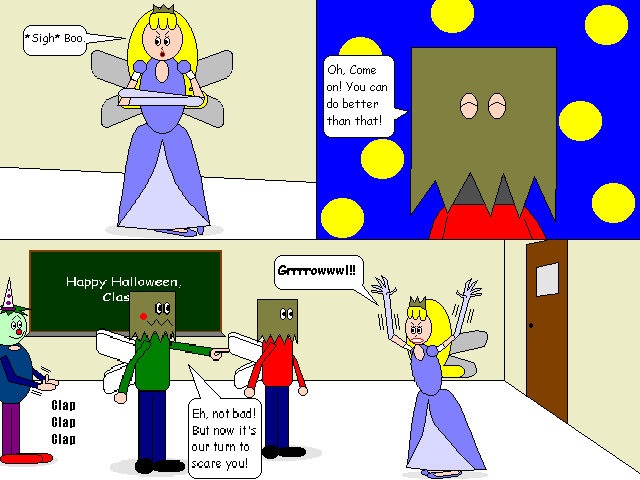 *Sigh* Boo.
Oh, Come
on! You can
do better
than that!
Happy Halloween,
Clas
Grrrrowwwl!!
Clap
Clap
Clap
Eh, not bad!
But now it's
our turn to
scare you!